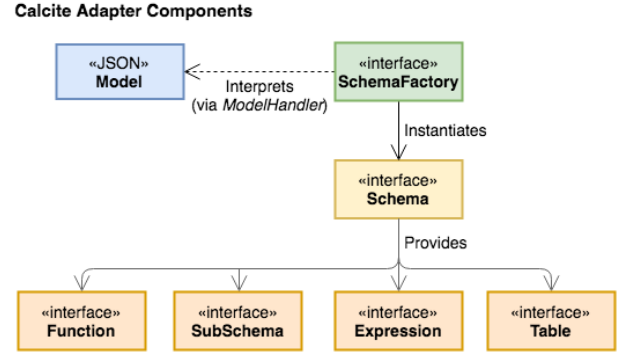 Calcite Adapter Components
«JSON»
Model
Interprets
(via ModelHandler)
«interface»
SchemaFactory
Instantiates
«interface»
Schema
Provides
«interface»
Function
«interface»
SubSchema
«interface»
Expression
«interface»
Table